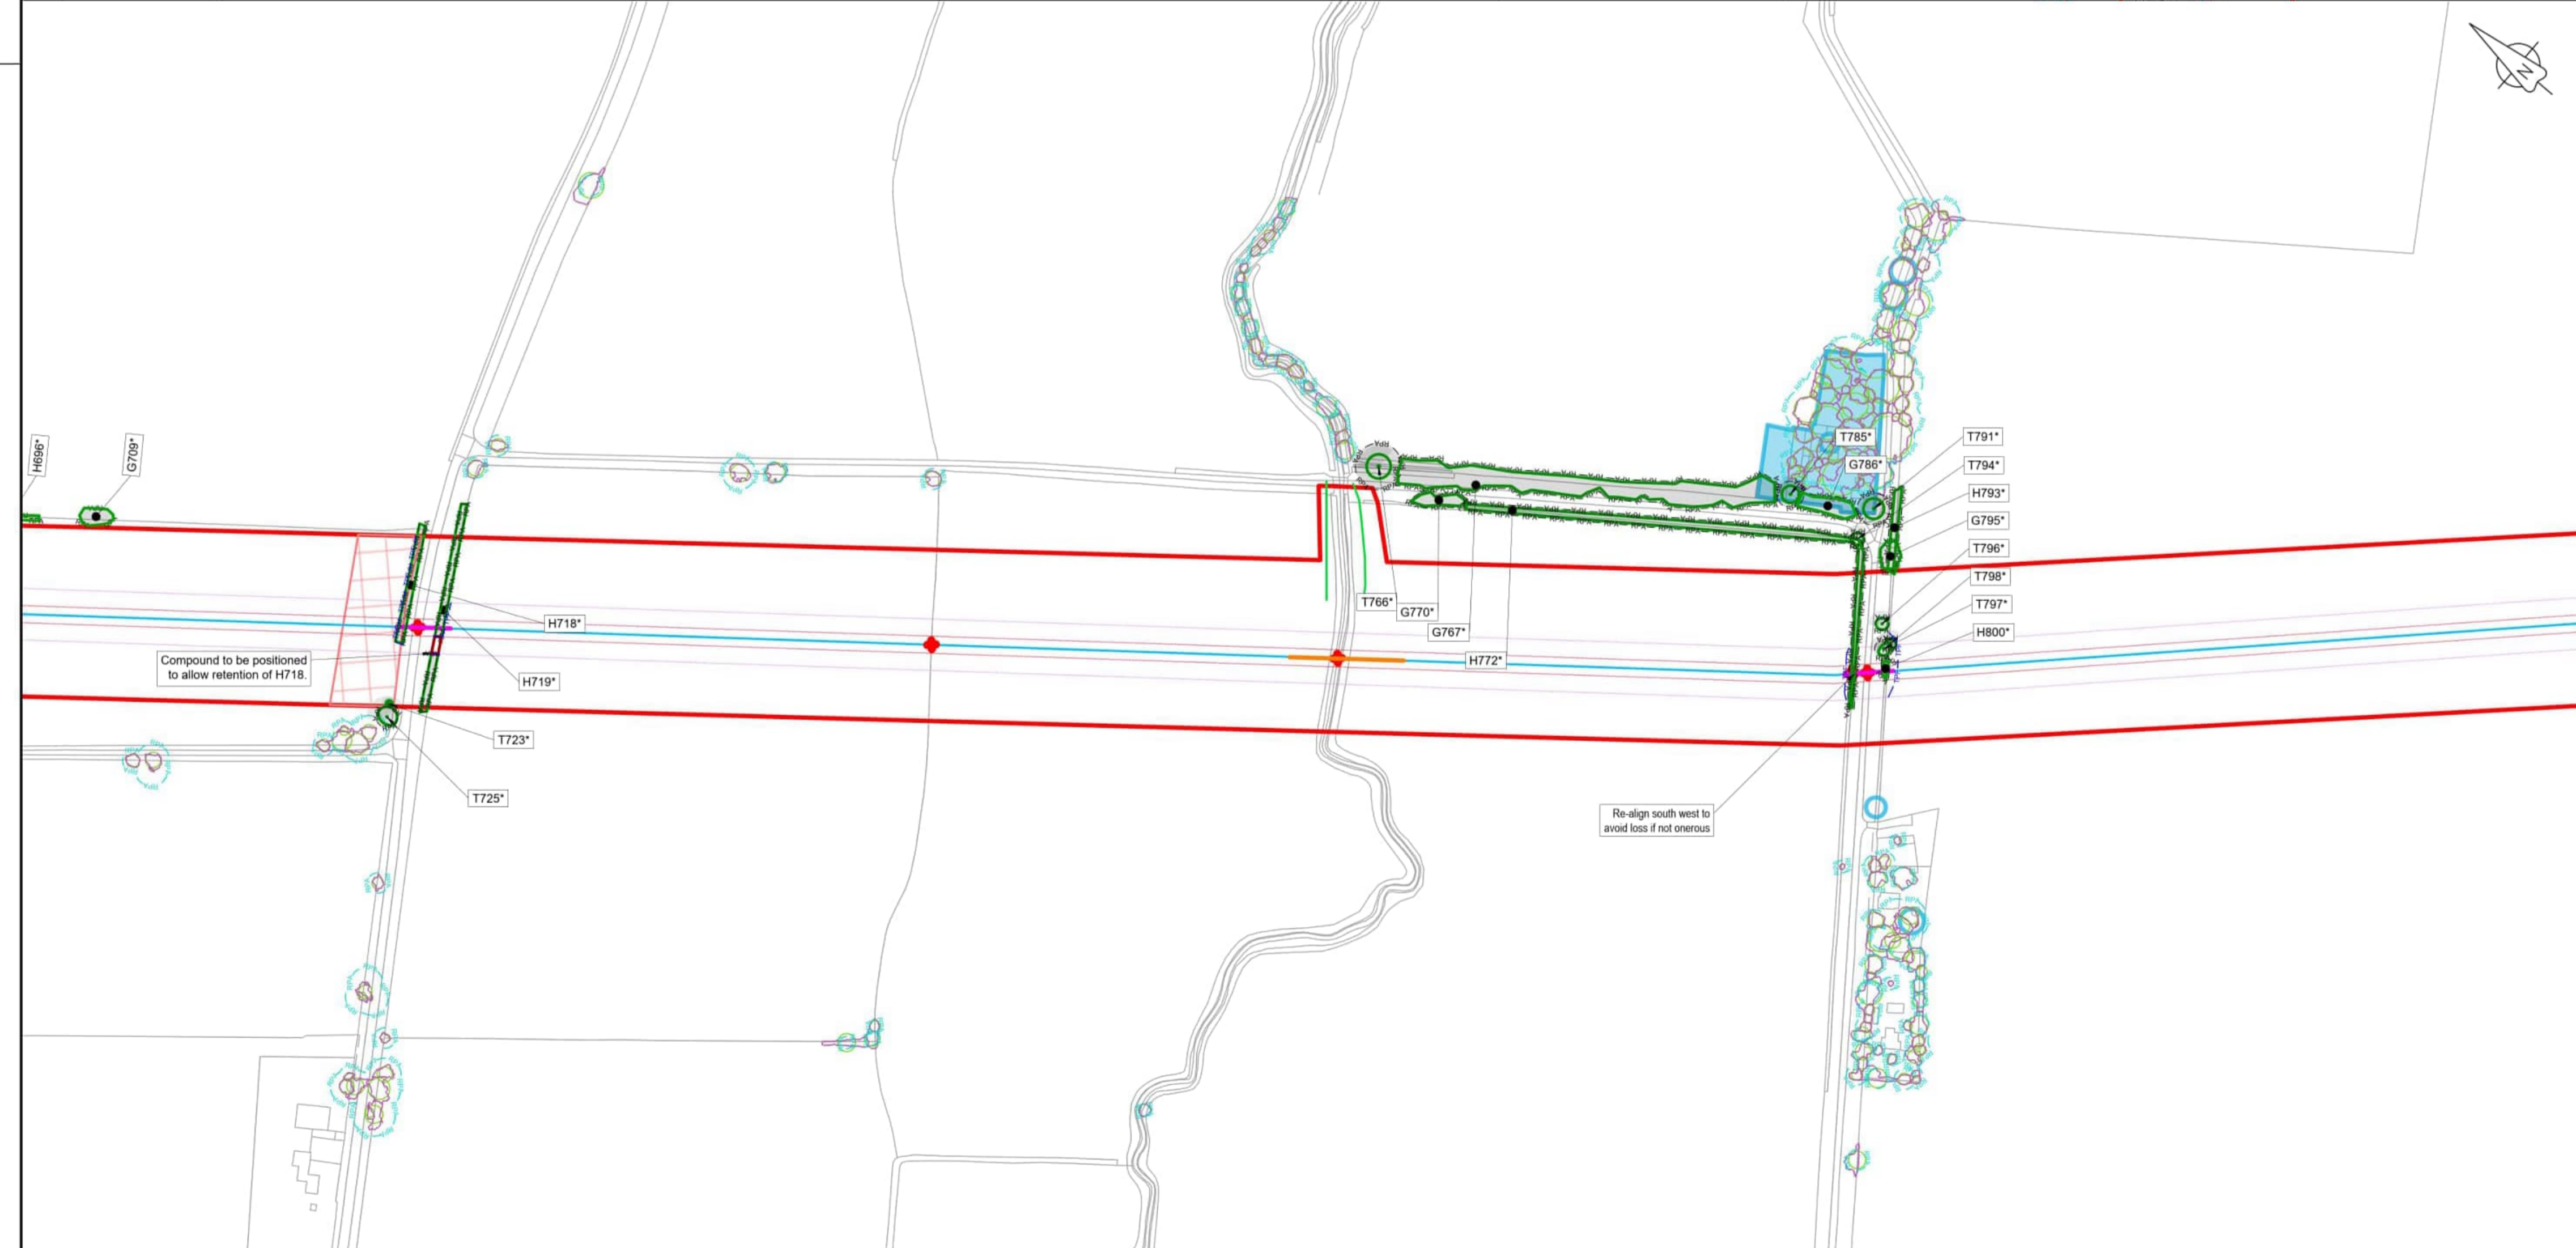 N
H696*
G709*
T785*
T791*
G786*
T794*
H793*
G795*
T796*
T798*
T797*
H800*
T766*
G770*
G767*
H718*
H772*
Compound to be positioned
to allow retention of H718.
H719*
T723*
T725*
Re-align south west to
avoid loss if not onerous